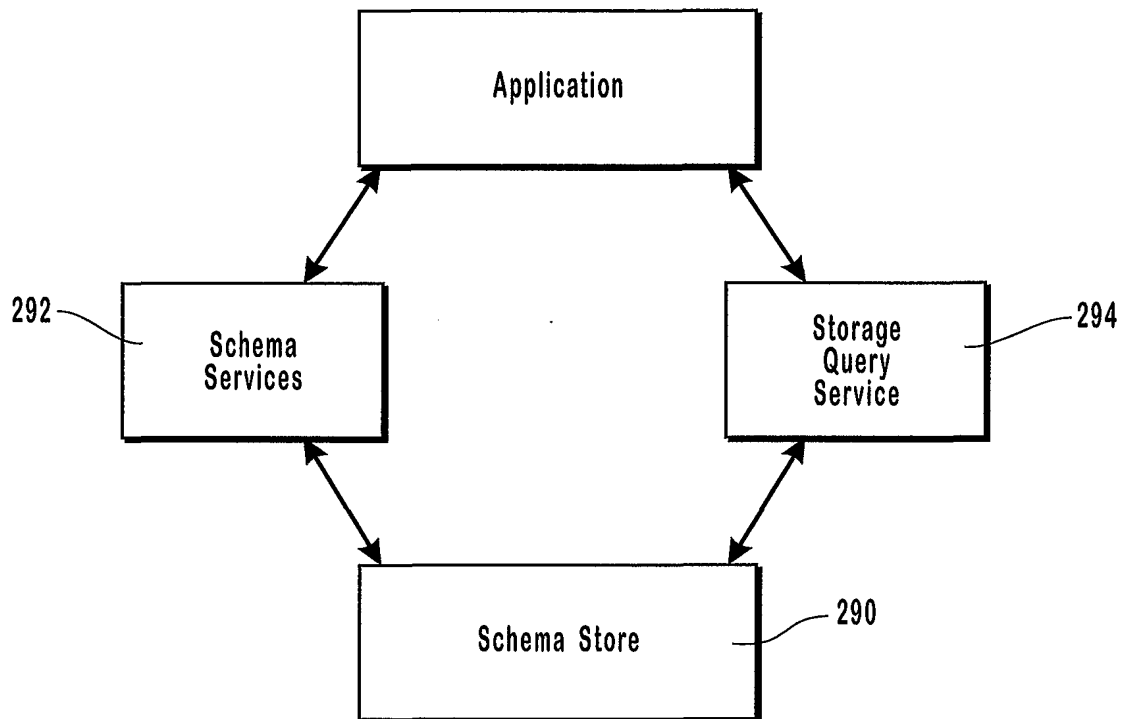 Application
292
Schema
Services
Storage
Query
Service
294
Schema Store
290